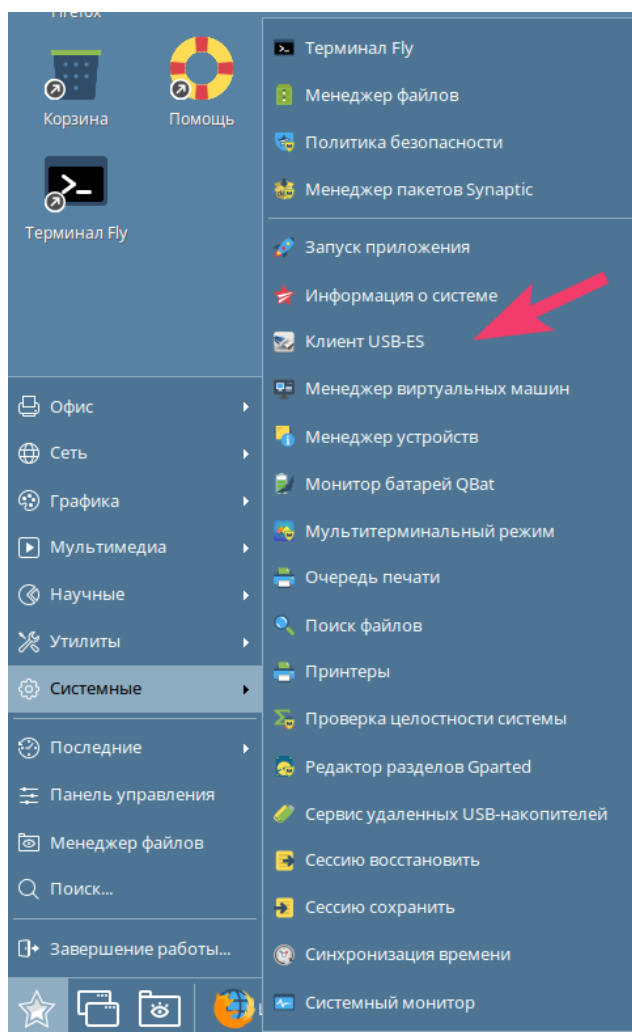 Firefox
Корзина
Помощь
Терминал Fly
Офис
Сеть
Графика
Мультимедиа
Научные
Утилиты
Системные
Последние
Панель управления
Менеджер файлов
Поиск...
Завершение работы...
Терминал Fly
Менеджер файлов
Политика безопасности
Менеджер пакетов Synaptic
Запуск приложения
Информация о системе
Клиент USB-ES
Менеджер виртуальных машин
Менеджер устройств
Монитор батарей QBat
Мультитерминальный режим
Очередь печати
Поиск файлов
Принтеры
Проверка целостности системы
Редактор разделов Gparted
Сервис удаленных USB-накопителей
Сессию восстановить
Сессию сохранить
Синхронизация времени
Системный монитор